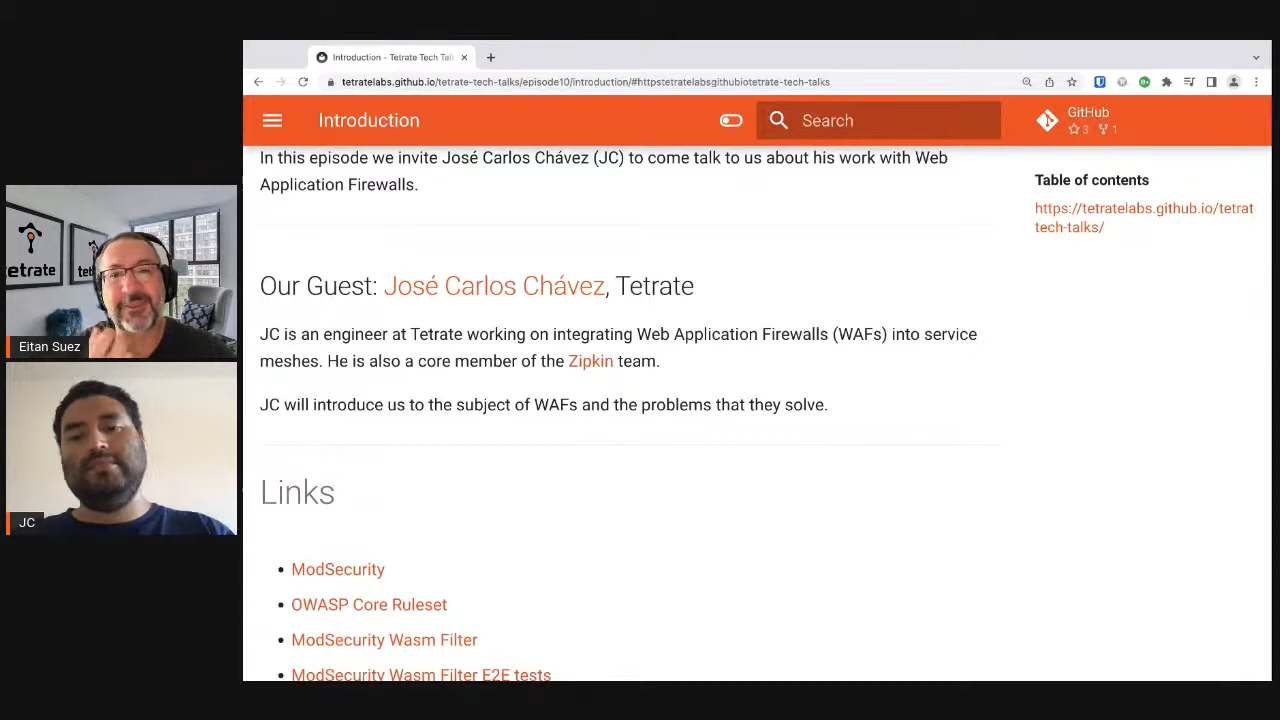 Introduction - Tetrate Tech Tal
tetratelabs.github.io/tetrate-tech-talks/episode10/introduction/#httpstetratelabsgithubiotetrate-tech-talks
Introduction
Search
GitHub
3 1
In this episode we invite José Carlos Chávez (JC) to come talk to us about his work with Web
Application Firewalls.
Table of contents
https://tetratelabs.github.io/tetrat
tech-talks/
Our Guest: José Carlos Chávez, Tetrate
JC is an engineer at Tetrate working on integrating Web Application Firewalls (WAFs) into service
meshes. He is also a core member of the Zipkin team.
JC will introduce us to the subject of WAFs and the problems that they solve.
Links
ModSecurity
OWASP Core Ruleset
ModSecurity Wasm Filter
ModSecurity Wasm Filter E2E tests
tetrate
tet
Eitan Suez
JC